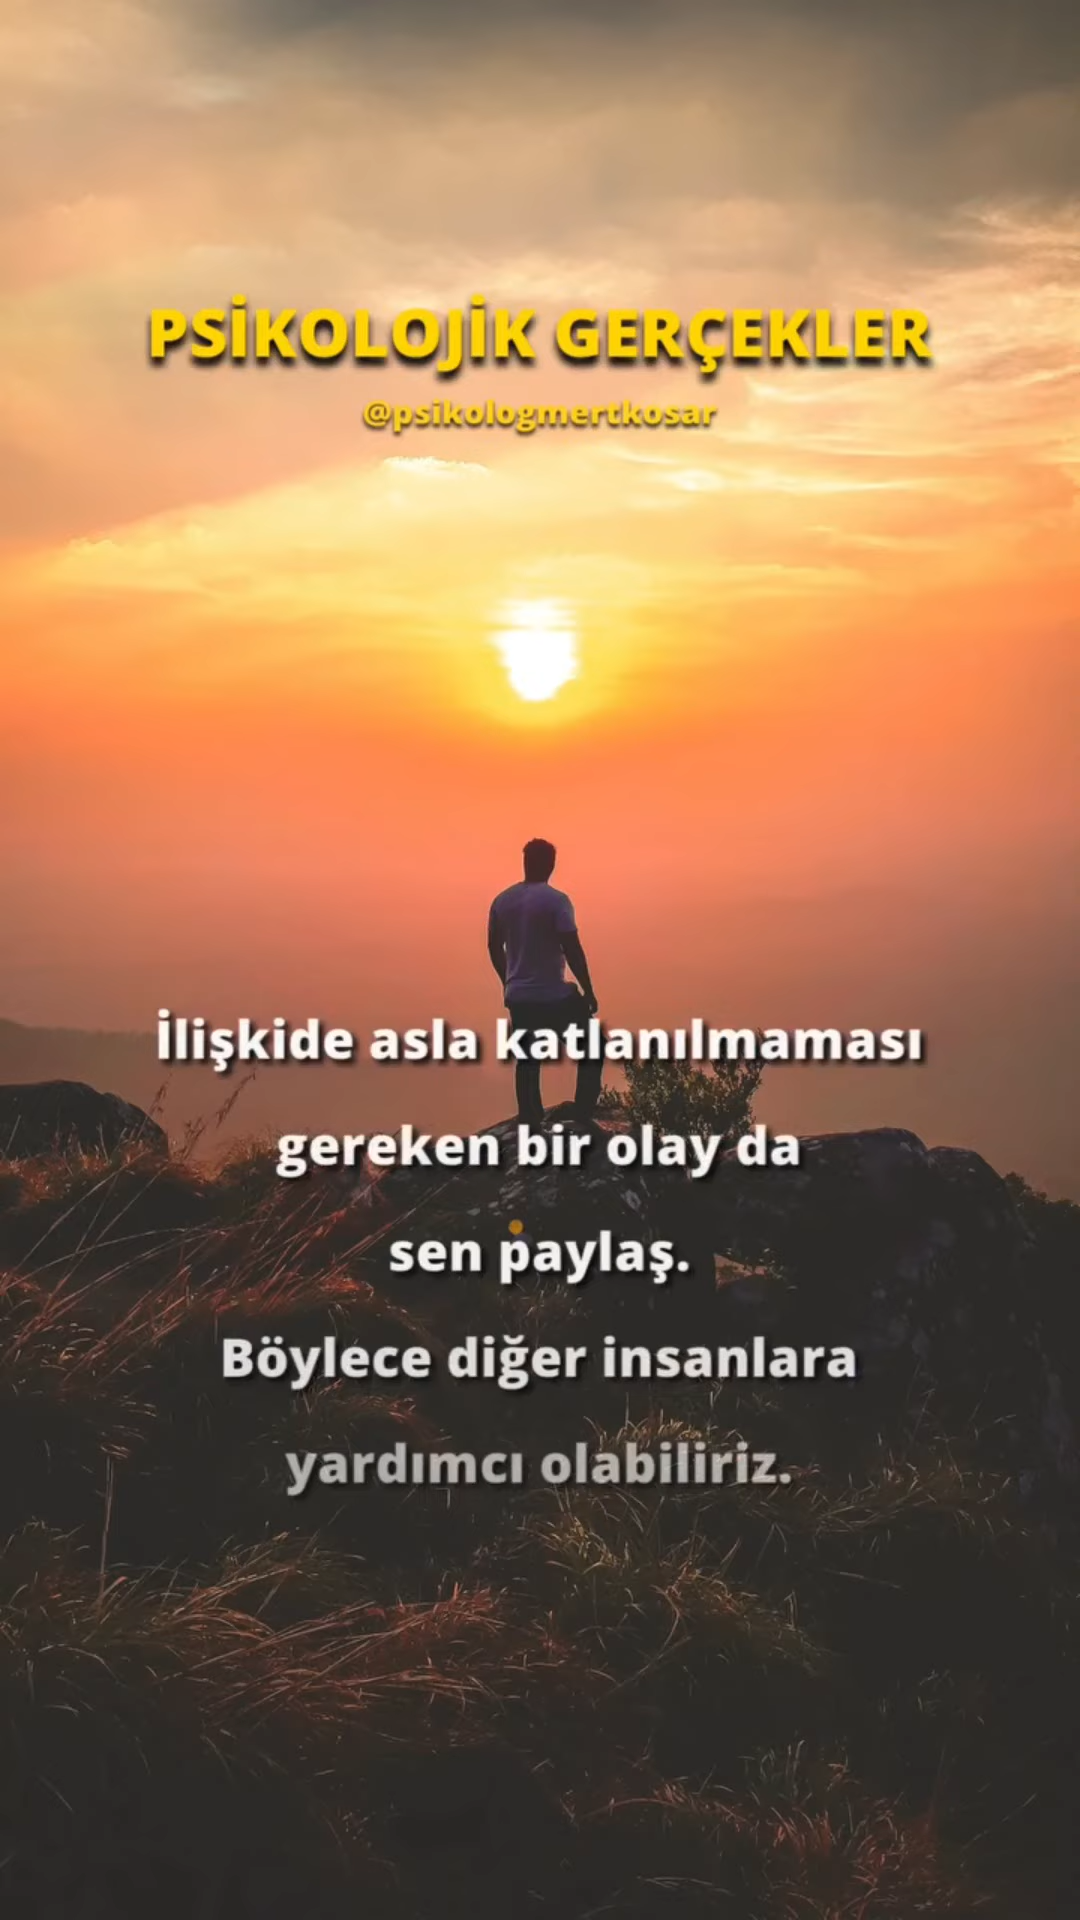 PSİKOLOJİK GERÇEKLER
@psikologmertkosar
İlişkide asla katlanılmaması
gereken bir olay da
sen paylaş.
Böylece diğer insanlara
yardımcı olabiliriz.